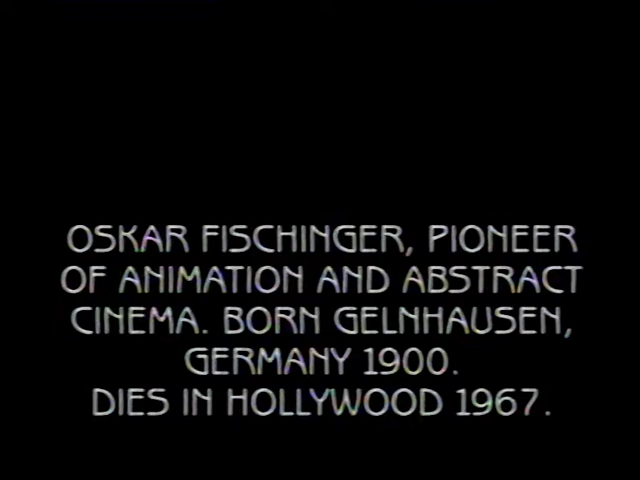 OSKAR FISCHINGER, PIONEER
OF ANIMATION AND ABSTRACT
CINEMA. BORN GELNHAUSEN,
GERMANY 1900.
DIES IN HOLLYWOOD 1967.